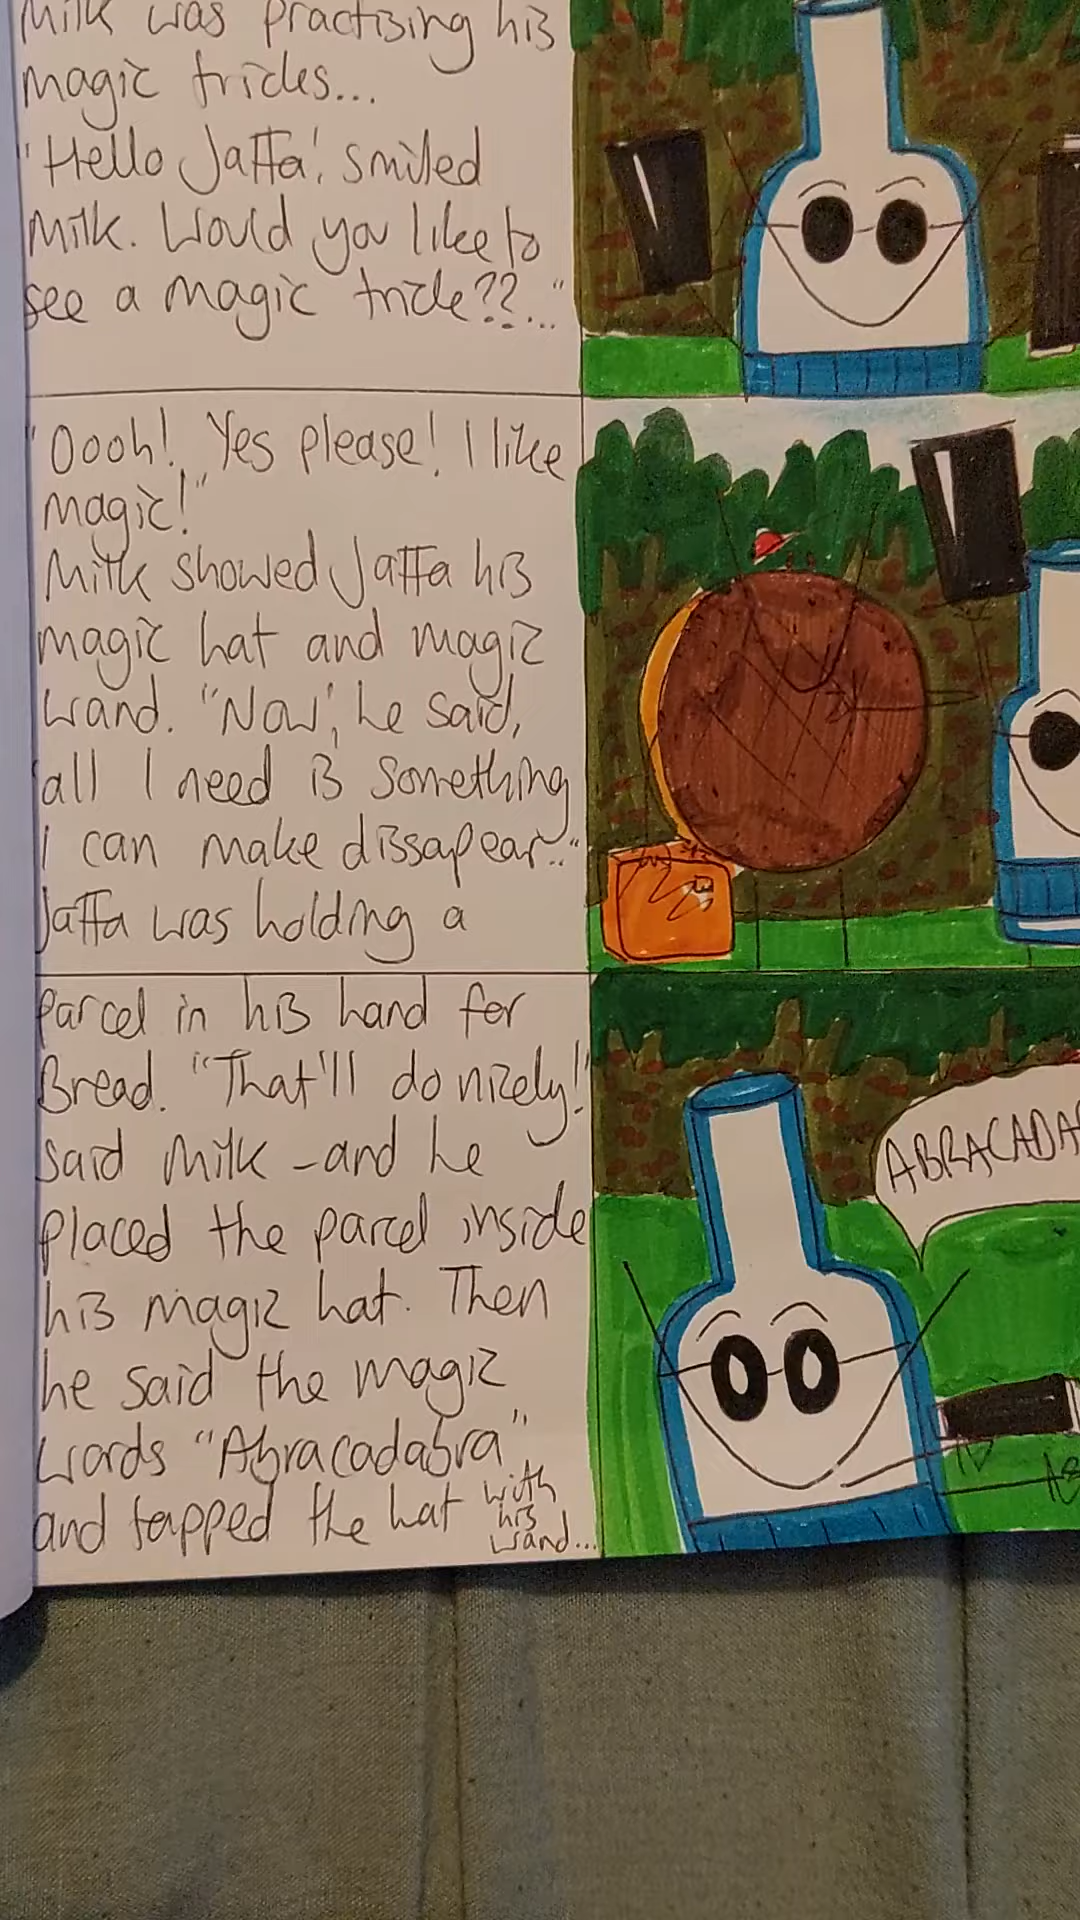 Milk was practising his
magic tricks...
'Hello Jaffa', smiled
Milk. Would you like to
see a magic trick??..."
"Oooh! Yes please! I like
magic!"
Milk showed Jaffa his
magic hat and magic
wand. "Now", he said,
'all I need is something
I can make dissapear..."
Jaffa was holding a
parcel in his hand for
Bread. "That'll do nicely!"
said Milk - and he
placed the parcel inside
his magic hat. Then
he said the magic
words "Abracadabra"
and tapped the hat with
his
wand...
ABRACADA